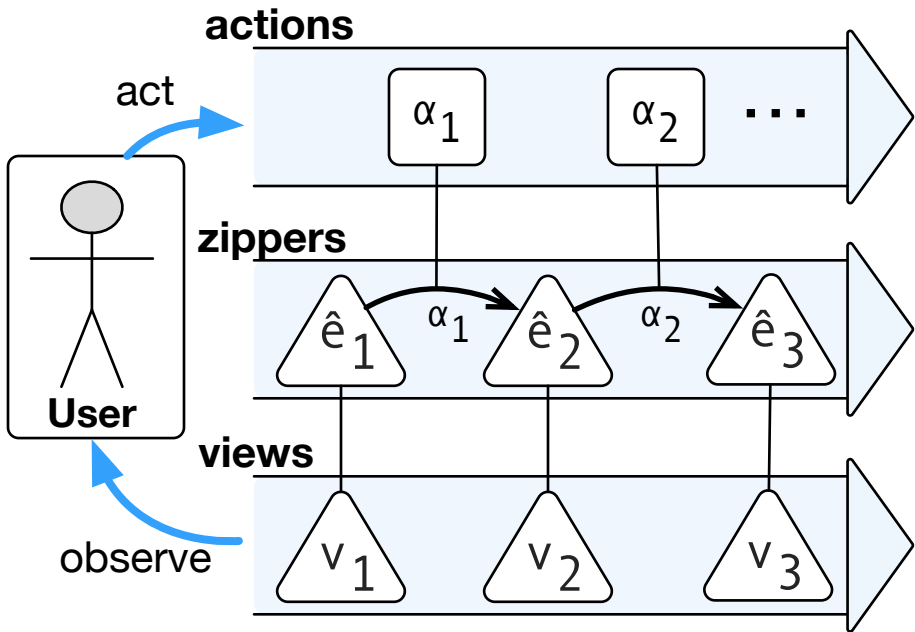 actions
act
α1
α2
...
zippers
ê1
α1
ê2
α2
ê3
User
views
observe
v1
v2
v3